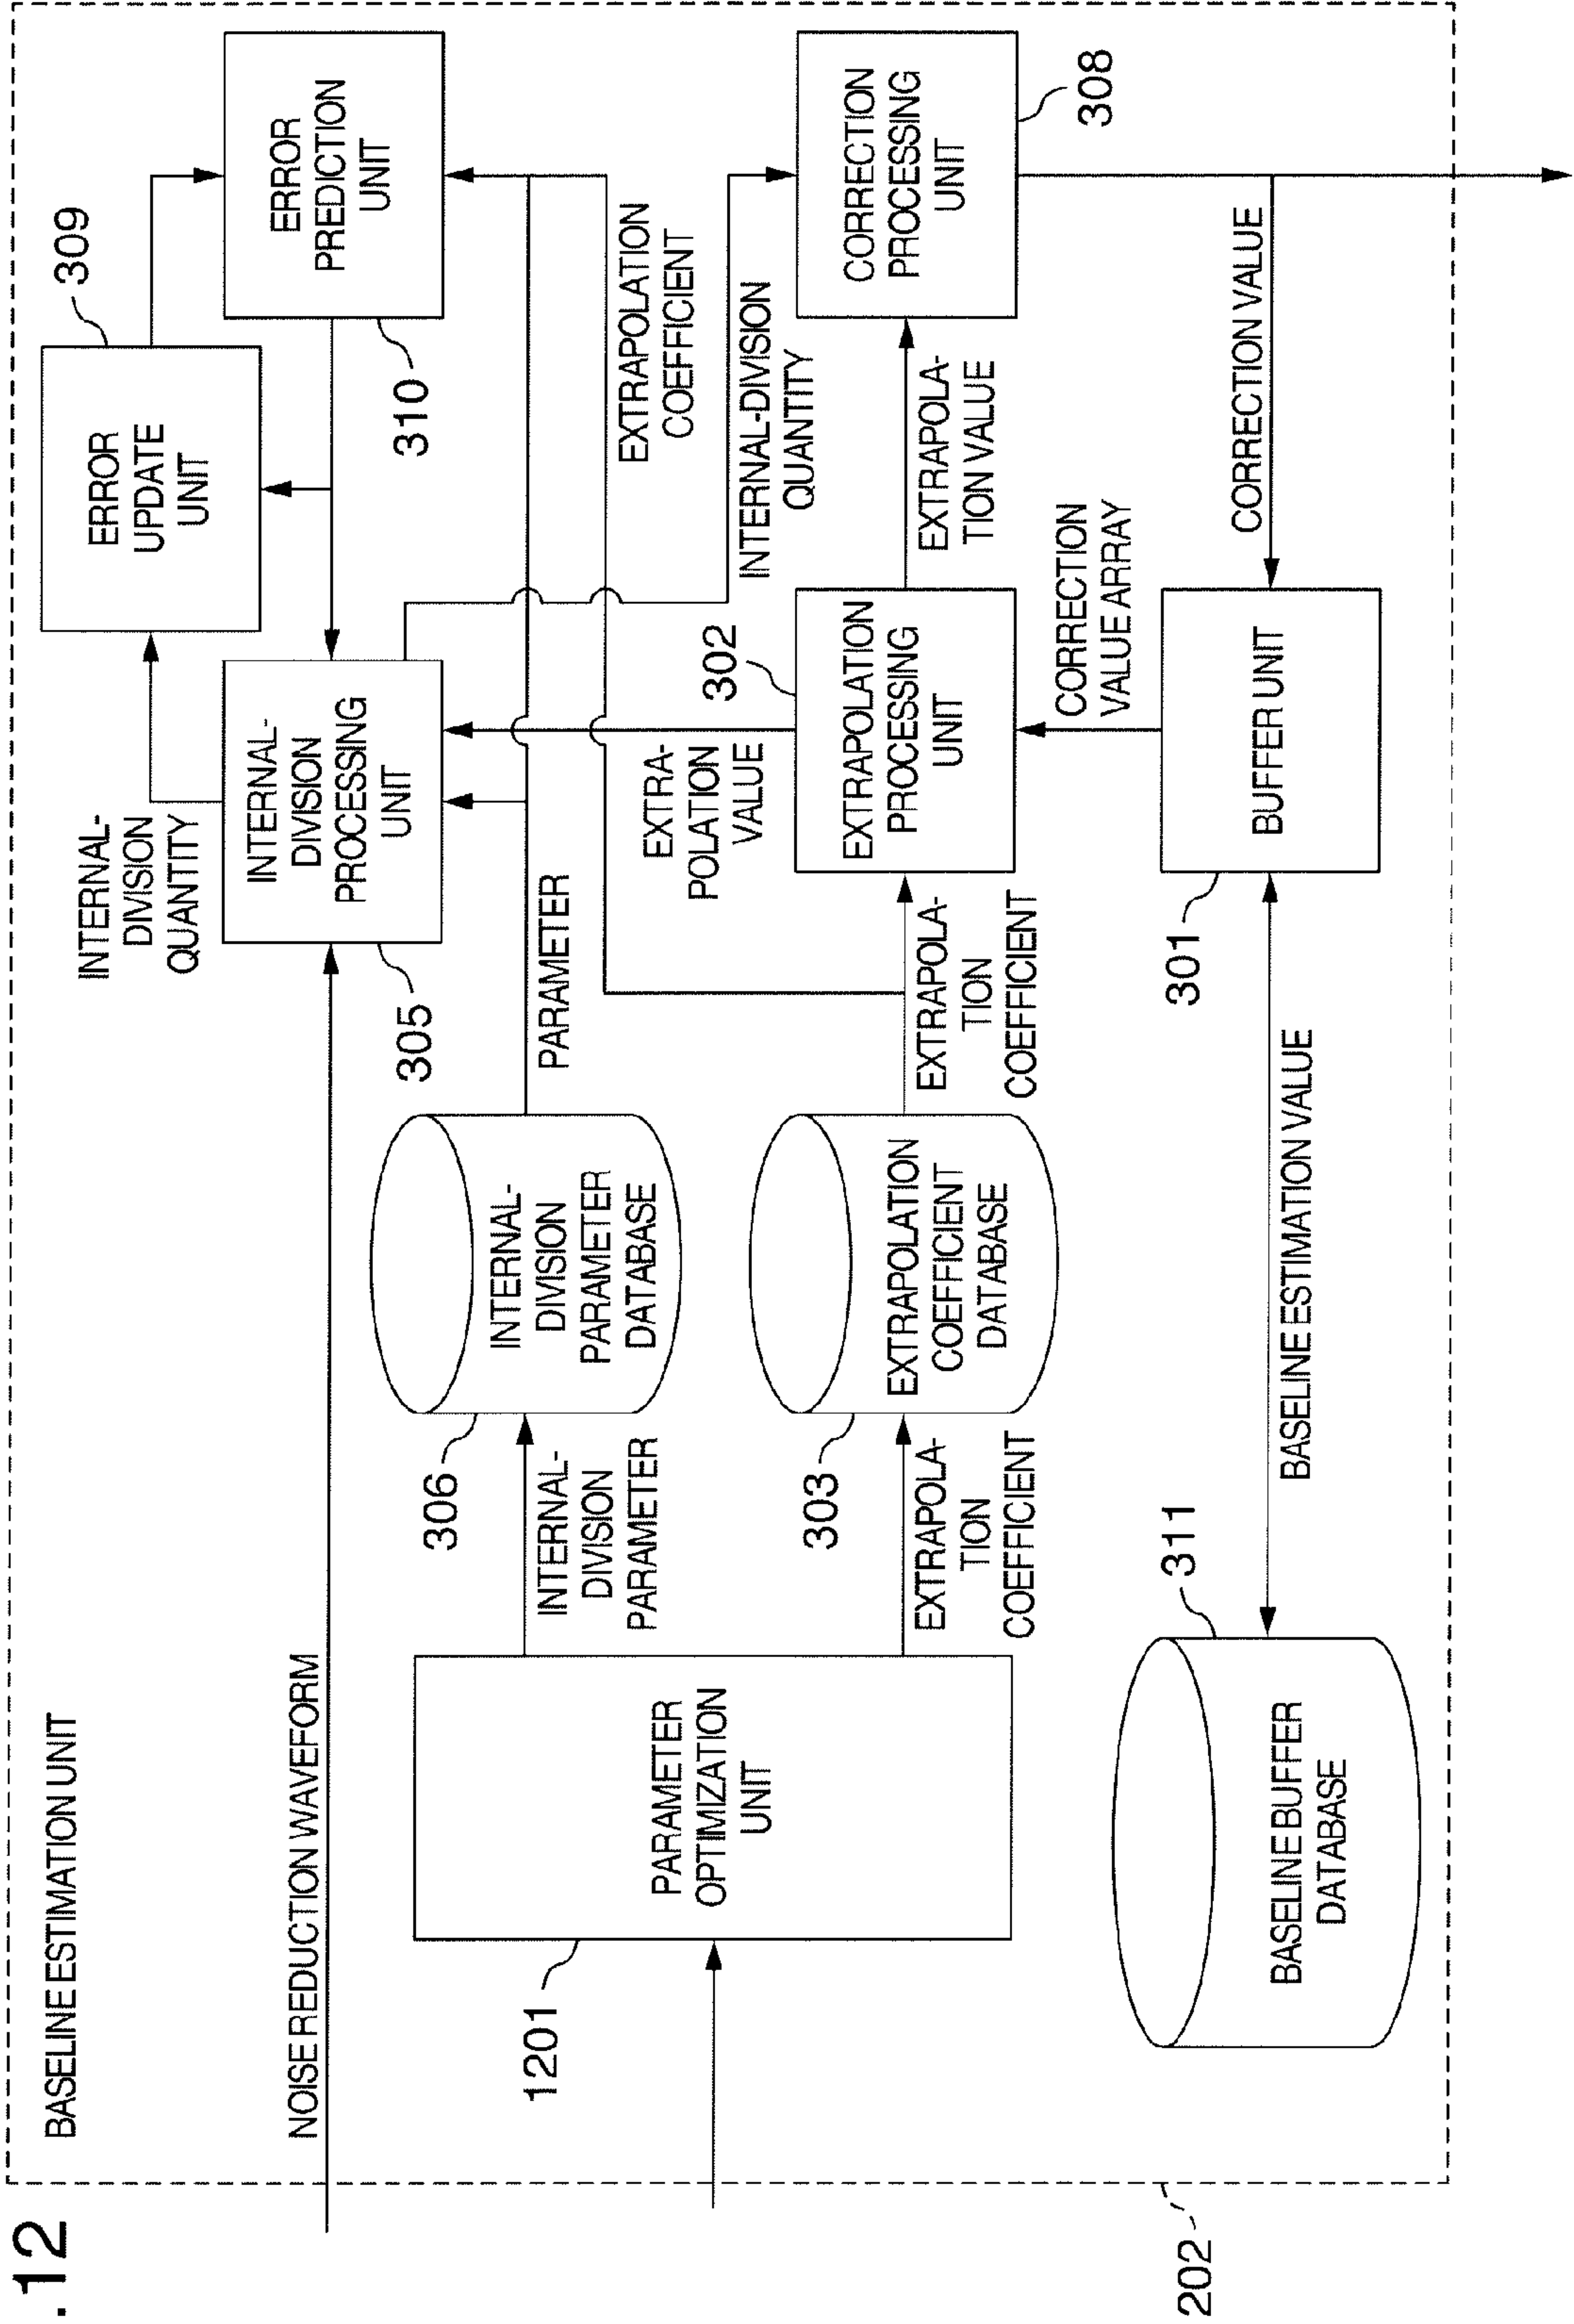 . 12
BASELINE ESTIMATION UNIT
NOISE REDUCTION WAVEFORM
INTERNAL-
DIVISION
QUANTITY
309
ERROR
UPDATE
UNIT
ERROR
PREDICTION
UNIT
310
INTERNAL-
DIVISION
PROCESSING
UNIT
305
1201
PARAMETER
OPTIMIZATION
UNIT
INTERNAL-
DIVISION
PARAMETER
306
INTERNAL-
DIVISION
PARAMETER
DATABASE
PARAMETER
EXTRAPOLATION
COEFFICIENT
EXTRA-
POLATION
VALUE
INTERNAL-DIVISION
QUANTITY
EXTRAPOLA-
TION
COEFFICIENT
303
EXTRAPOLATION
COEFFICIENT
DATABASE
EXTRAPOLA-
TION
COEFFICIENT
302
EXTRAPOLATION
PROCESSING
UNIT
EXTRAPOLA-
TION VALUE
CORRECTION
PROCESSING
UNIT
308
CORRECTION
VALUE ARRAY
311
BASELINE BUFFER
DATABASE
BASELINE ESTIMATION VALUE
301
BUFFER UNIT
CORRECTION VALUE
202